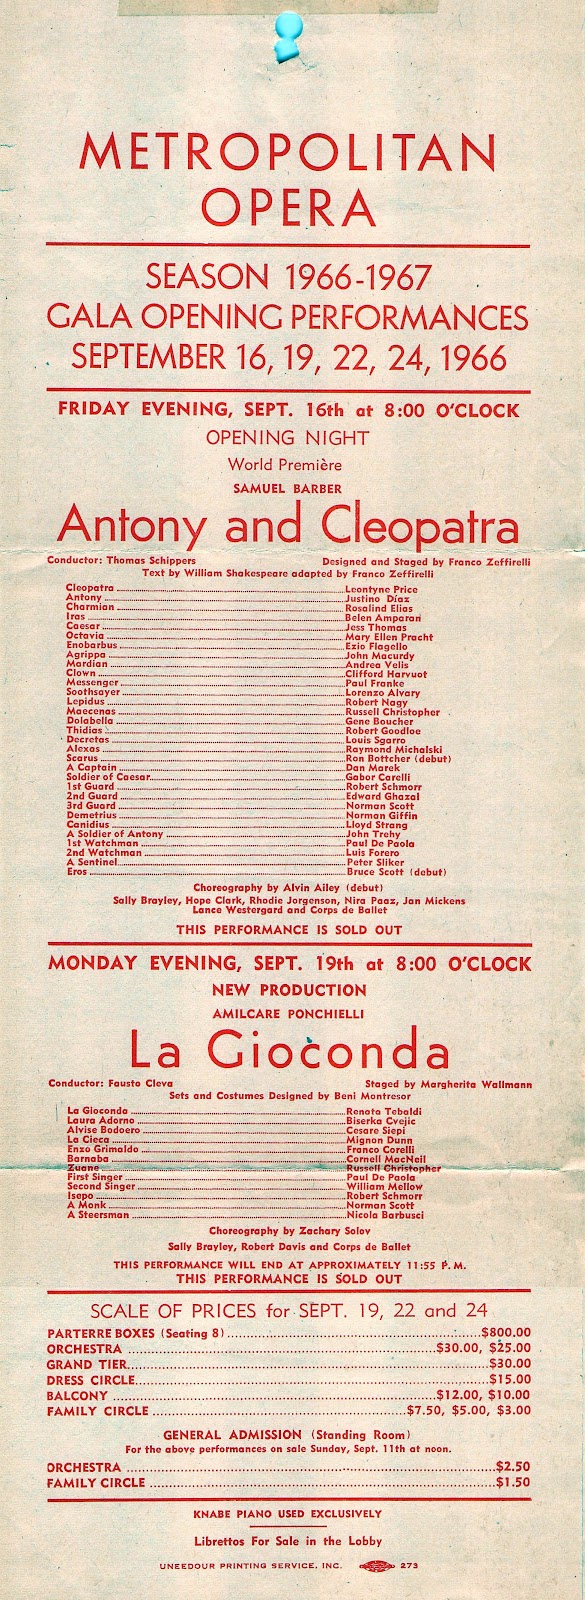 METROPOLITAN
OPERA
SEASON 1966-1967
GALA OPENING PERFORMANCES
SEPTEMBER 16, 19, 22, 24, 1966
FRIDAY EVENING, SEPT. 16th at 8:00 O'CLOCK
OPENING NIGHT
World Première
SAMUEL BARBER
Antony and Cleopatra
Conductor: Thomas Schippers Designed and Staged by Franco Zeffirelli
Text by William Shakespeare adapted by Franco Zeffirelli
Cleopatra Leontyne Price
Antony Justino Díaz
Charmian Rosalind Elias
Iras Belen Amparan
Caesar Jess Thomas
Octavia Mary Ellen Pracht
Enobarbus Ezio Flagello
Agrippa John Macurdy
Mardian Andrea Velis
Clown Clifford Harvuot
Messenger Paul Franke
Soothsayer Lorenzo Alvary
Lepidus Robert Nagy
Maecenas Russell Christopher
Dolabella Gene Boucher
Thidias Robert Goodloe
Decretas Louis Sgarro
Alexas Raymond Michalski
Scarus Ron Bottcher (debut)
A Captain Dan Marek
Soldier of Caesar Gabor Carelli
1st Guard Robert Schmorr
2nd Guard Edward Ghazal
3rd Guard Norman Scott
Demetrius Norman Giffin
Canidius Lloyd Strang
A Soldier of Antony John Trehy
1st Watchman Paul De Paola
2nd Watchman Luis Forero
A Sentinel Peter Sliker
Eros Bruce Scott (debut)
Choreography by Alvin Ailey (debut)
Sally Brayley, Hope Clark, Rhodie Jorgenson, Nira Paaz, Jan Mickens
Lance Westergard and Corps de Ballet
THIS PERFORMANCE IS SOLD OUT
MONDAY EVENING, SEPT. 19th at 8:00 O'CLOCK
NEW PRODUCTION
AMILCARE PONCHIELLI
La Gioconda
Conductor: Fausto Cleva Staged by Margherita Wallmann
Sets and Costumes Designed by Beni Montresor
La Gioconda Renata Tebaldi
Laura Adorno Biserka Cvejic
Alvise Badoero Cesare Siepi
La Cieca Mignon Dunn
Enzo Grimaldo Franco Corelli
Barnaba Cornell MacNeil
Zuane Russell Christopher
First Singer Paul De Paola
Second Singer William Mellow
Isepo Robert Schmorr
A Monk Norman Scott
A Steersman Nicola Barbusci
Choreography by Zachary Solov
Sally Brayley, Robert Davis and Corps de Ballet
THIS PERFORMANCE WILL END AT APPROXIMATELY 11:55 P.M.
THIS PERFORMANCE IS SOLD OUT
SCALE OF PRICES for SEPT. 19, 22 and 24
PARTERRE BOXES (Seating 8) $800.00
ORCHESTRA $30.00, $25.00
GRAND TIER $30.00
DRESS CIRCLE $15.00
BALCONY $12.00, $10.00
FAMILY CIRCLE $7.50, $5.00, $3.00
GENERAL ADMISSION (Standing Room)
For the above performances on sale Sunday, Sept. 11th at noon.
ORCHESTRA $2.50
FAMILY CIRCLE $1.50
KNABE PIANO USED EXCLUSIVELY
Librettos For Sale in the Lobby
UNEEDOUR PRINTING SERVICE, INC. 273